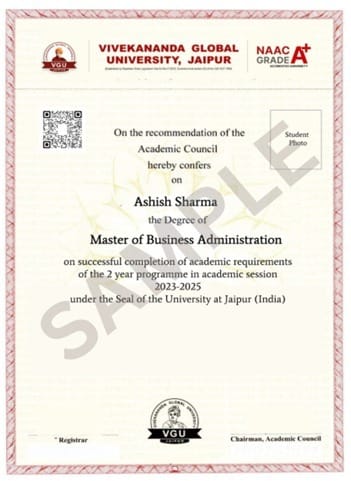 VIVEKANANDA GLOBAL
UNIVERSITY, JAIPUR
NAAC
GRADE A+
ACCREDITED UNIVERSITY
VGU
On the recommendation of the
Academic Council
hereby confers
on
Student
Photo
Ashish Sharma
the Degree of
Master of Business Administration
on successful completion of academic requirements
of the 2 year programme in academic session
2023-2025
under the Seal of the University at Jaipur (India)
SAMPLE
VIVEKANANDA GLOBAL UNIVERSITY
VGU
JAIPUR
Registrar
Chairman, Academic Council